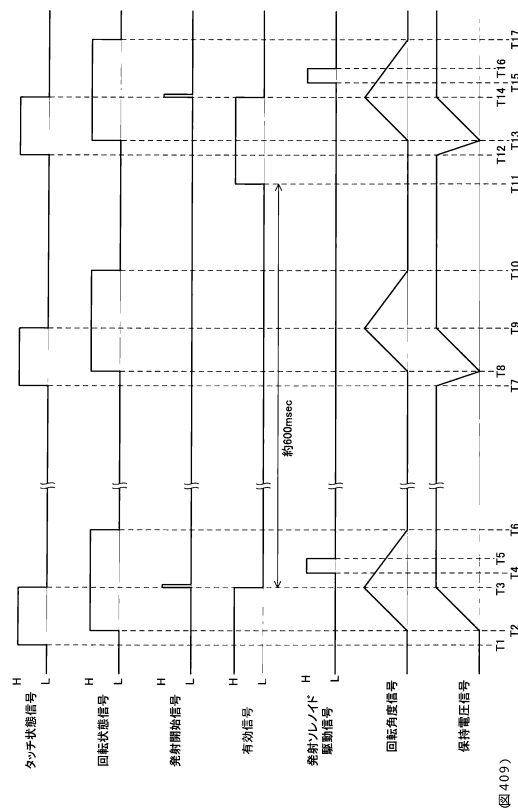 タッチ状態信号
H
L
回転状態信号
H
L
発射開始信号
H
L
有効信号
H
L
約600msec
発射ソレノイド
駆動信号
H
L
回転角度信号
保持電圧信号
T1
T2
T3
T4
T5
T6
T7
T8
T9
T10
T11
T12
T13
T14
T15
T16
T17
(図409)